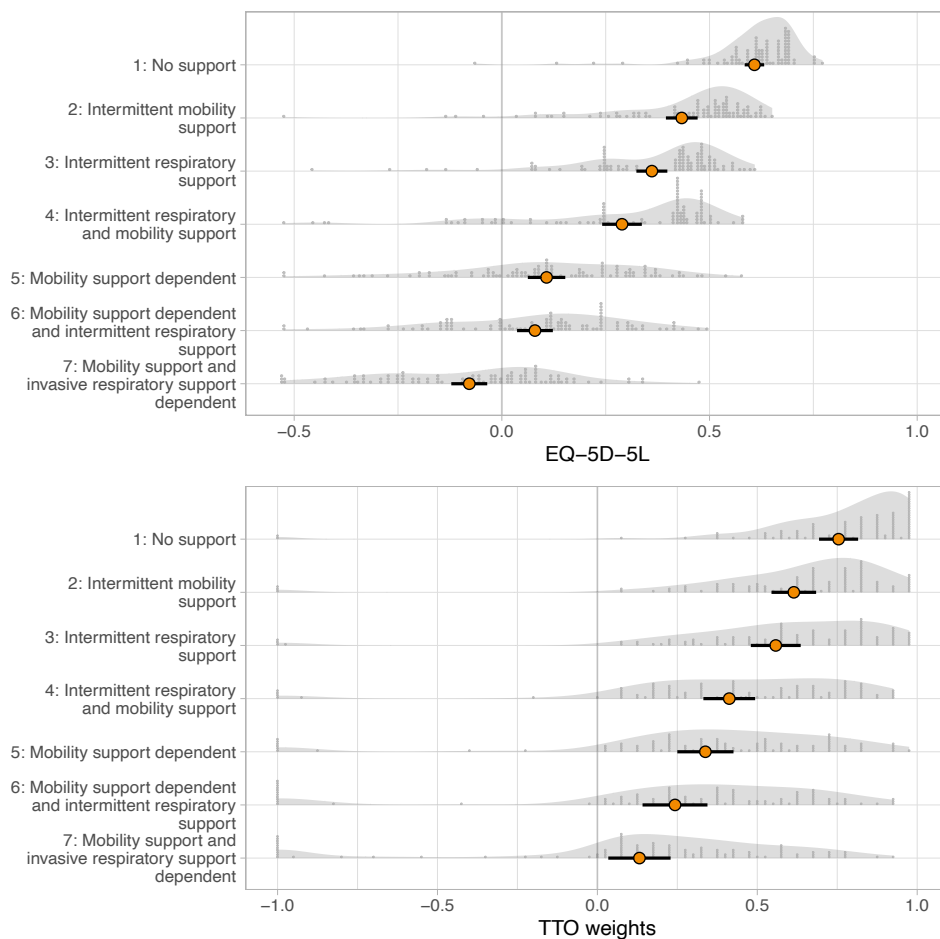 1: No support
2: Intermittent mobility
support
3: Intermittent respiratory
support
4: Intermittent respiratory
and mobility support
5: Mobility support dependent
6: Mobility support dependent
and intermittent respiratory
support
7: Mobility support and
invasive respiratory support
dependent
−0.5 0.0 0.5 1.0
EQ−5D−5L
1: No support
2: Intermittent mobility
support
3: Intermittent respiratory
support
4: Intermittent respiratory
and mobility support
5: Mobility support dependent
6: Mobility support dependent
and intermittent respiratory
support
7: Mobility support and
invasive respiratory support
dependent
−1.0 −0.5 0.0 0.5 1.0
TTO weights